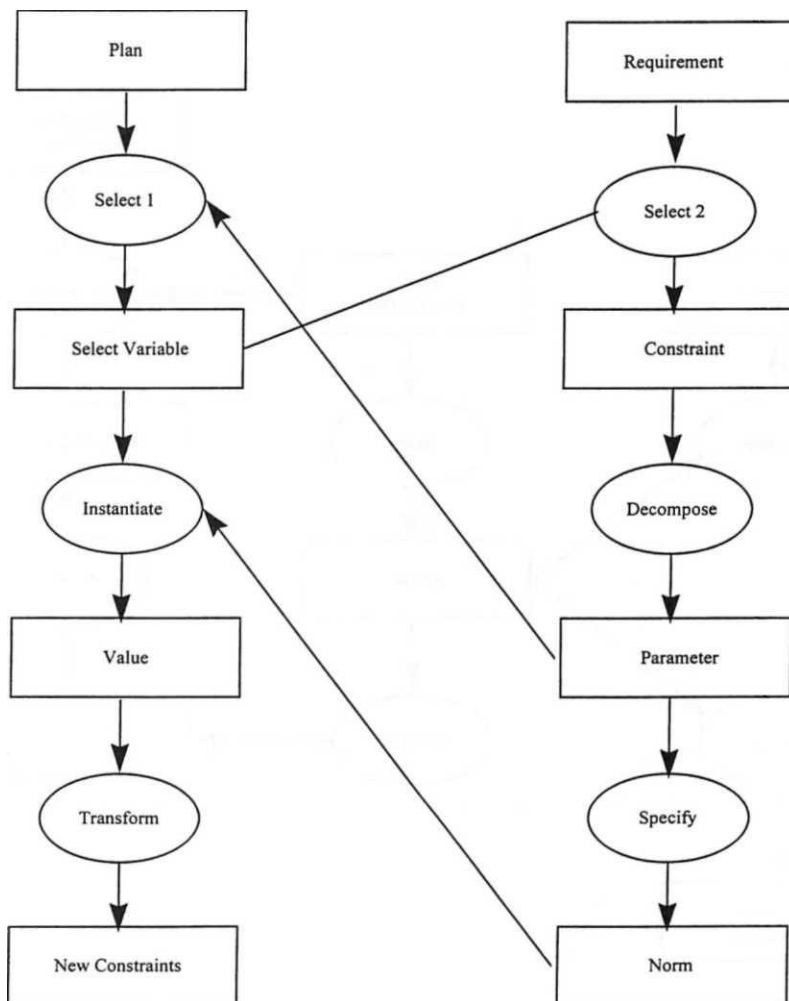 Plan
Requirement
Select 1
Select 2
Select Variable
Constraint
Instantiate
Decompose
Value
Parameter
Transform
Specify
New Constraints
Norm